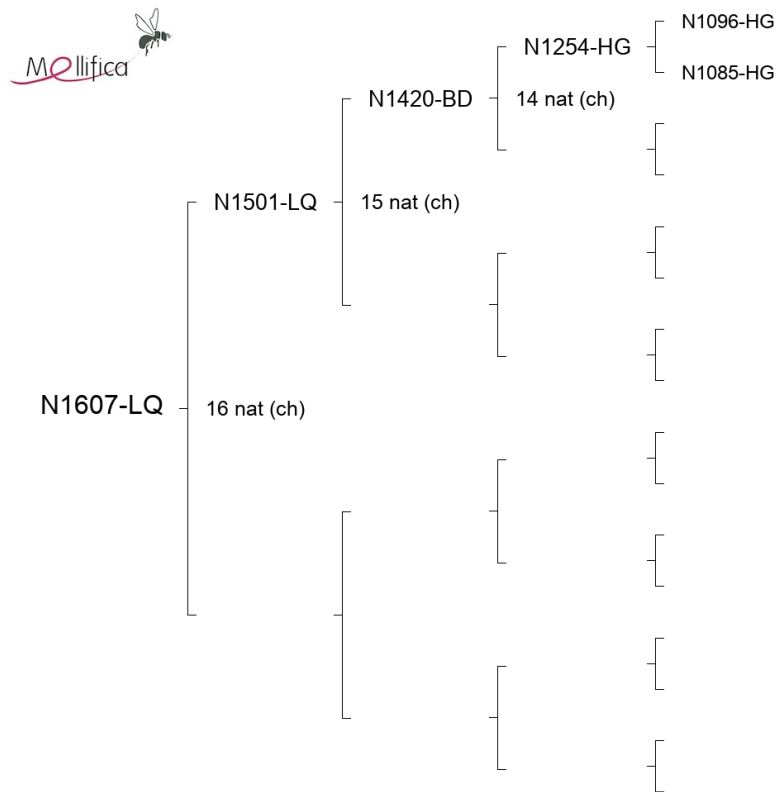 Mellifica
N1096-HG
N1254-HG
N1085-HG
N1420-BD
14 nat (ch)
N1501-LQ
15 nat (ch)
N1607-LQ
16 nat (ch)